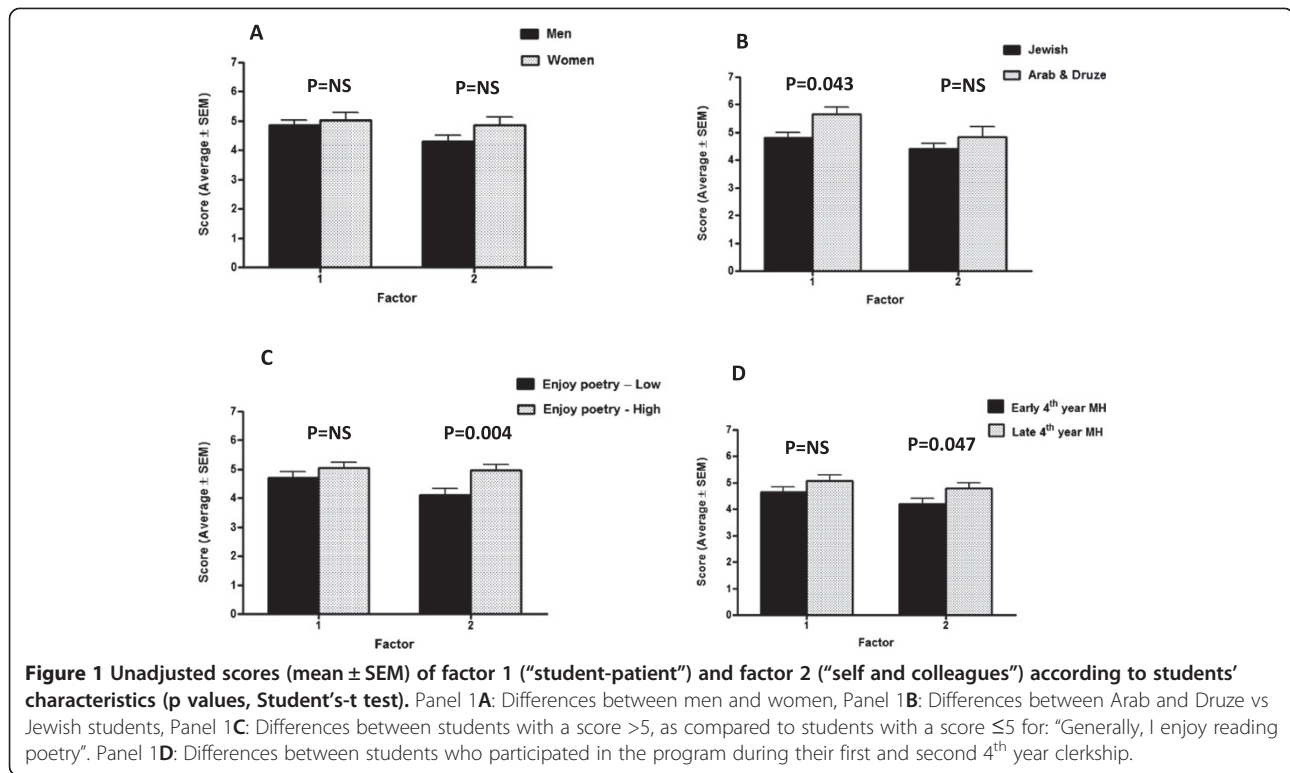 A
Men
Women
P=NS
P=NS
Score (Average ± SEM)
7
6
5
4
3
2
1
0
1
2
Factor
B
Jewish
Arab & Druze
P=0.043
P=NS
Score (Average ± SEM)
7
6
5
4
3
2
1
0
1
2
Factor
C
Enjoy poetry – Low
Enjoy poetry - High
P=NS
P=0.004
Score (Average ± SEM)
7
6
5
4
3
2
1
0
1
2
Factor
D
Early 4th year MH
Late 4th year MH
P=NS
P=0.047
Score (Average ± SEM)
7
6
5
4
3
2
1
0
1
2
Factor
Figure 1 Unadjusted scores (mean ± SEM) of factor 1 (“student-patient”) and factor 2 (“self and colleagues”) according to students’
characteristics (p values, Student’s-t test). Panel 1A: Differences between men and women, Panel 1B: Differences between Arab and Druze vs
Jewish students, Panel 1C: Differences between students with a score >5, as compared to students with a score ≤5 for: “Generally, I enjoy reading
poetry”. Panel 1D: Differences between students who participated in the program during their first and second 4th year clerkship.